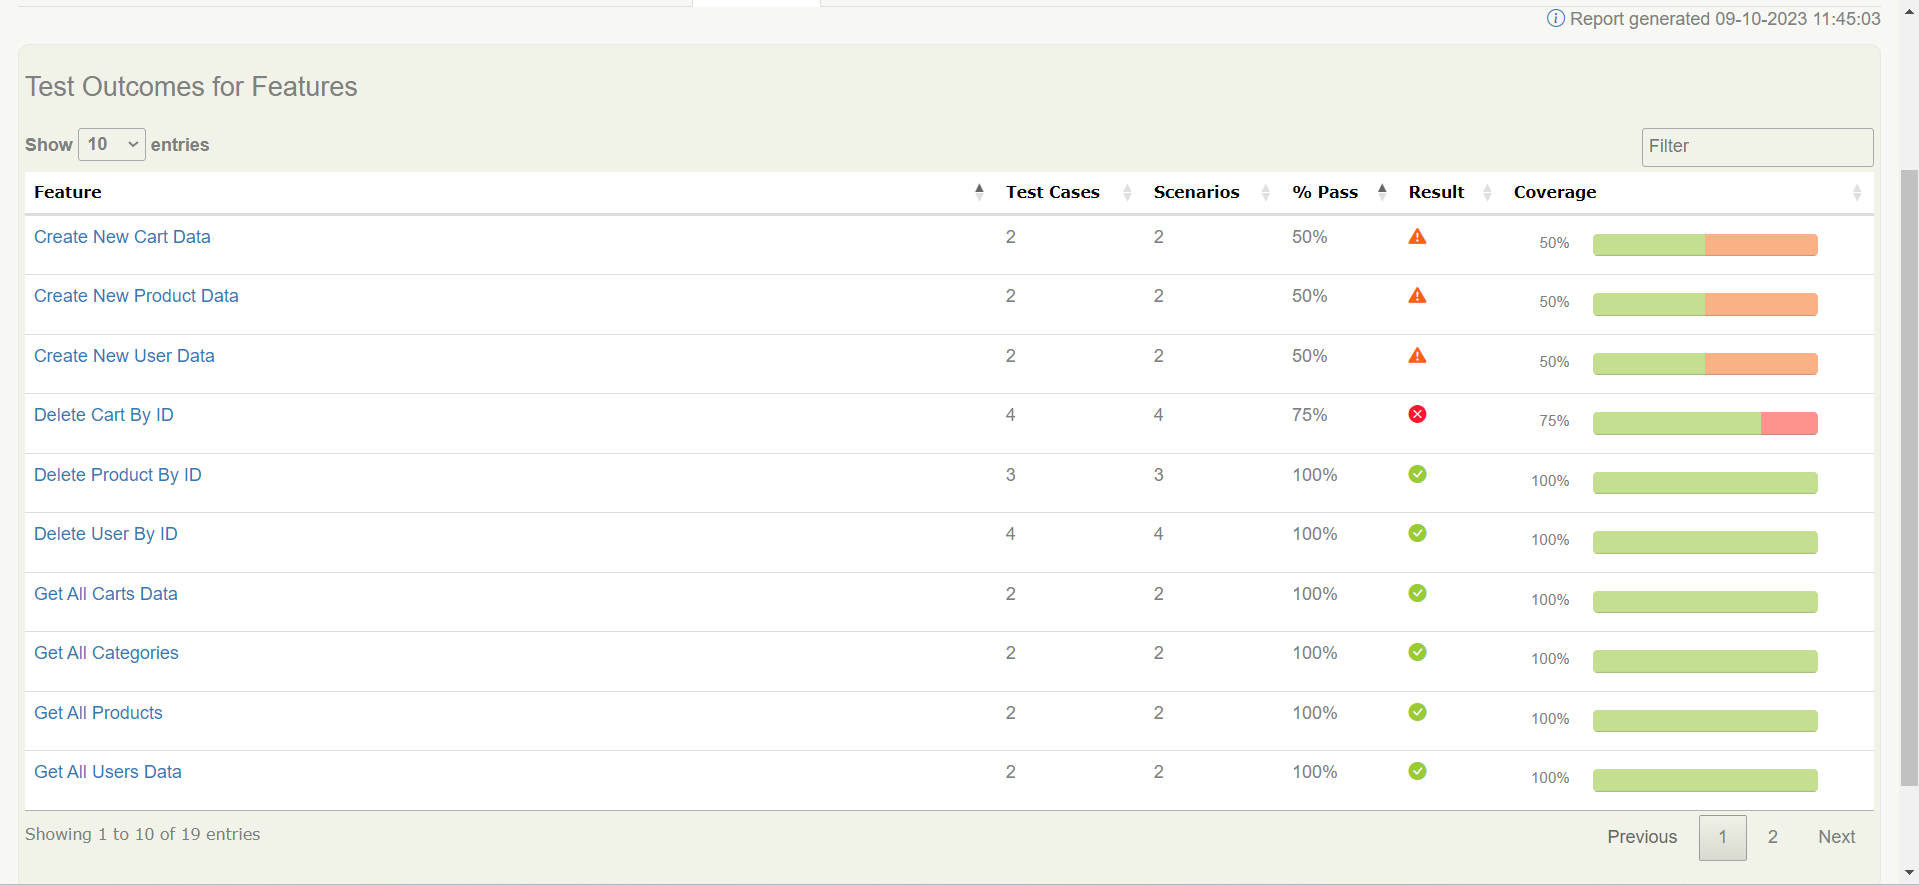 Report generated 09-10-2023 11:45:03
Test Outcomes for Features
Show 10 entries
Filter
Feature Test Cases Scenarios % Pass Result Coverage
Create New Cart Data 2 2 50% 50%
Create New Product Data 2 2 50% 50%
Create New User Data 2 2 50% 50%
Delete Cart By ID 4 4 75% 75%
Delete Product By ID 3 3 100% 100%
Delete User By ID 4 4 100% 100%
Get All Carts Data 2 2 100% 100%
Get All Categories 2 2 100% 100%
Get All Products 2 2 100% 100%
Get All Users Data 2 2 100% 100%
Showing 1 to 10 of 19 entries
Previous 1 2 Next